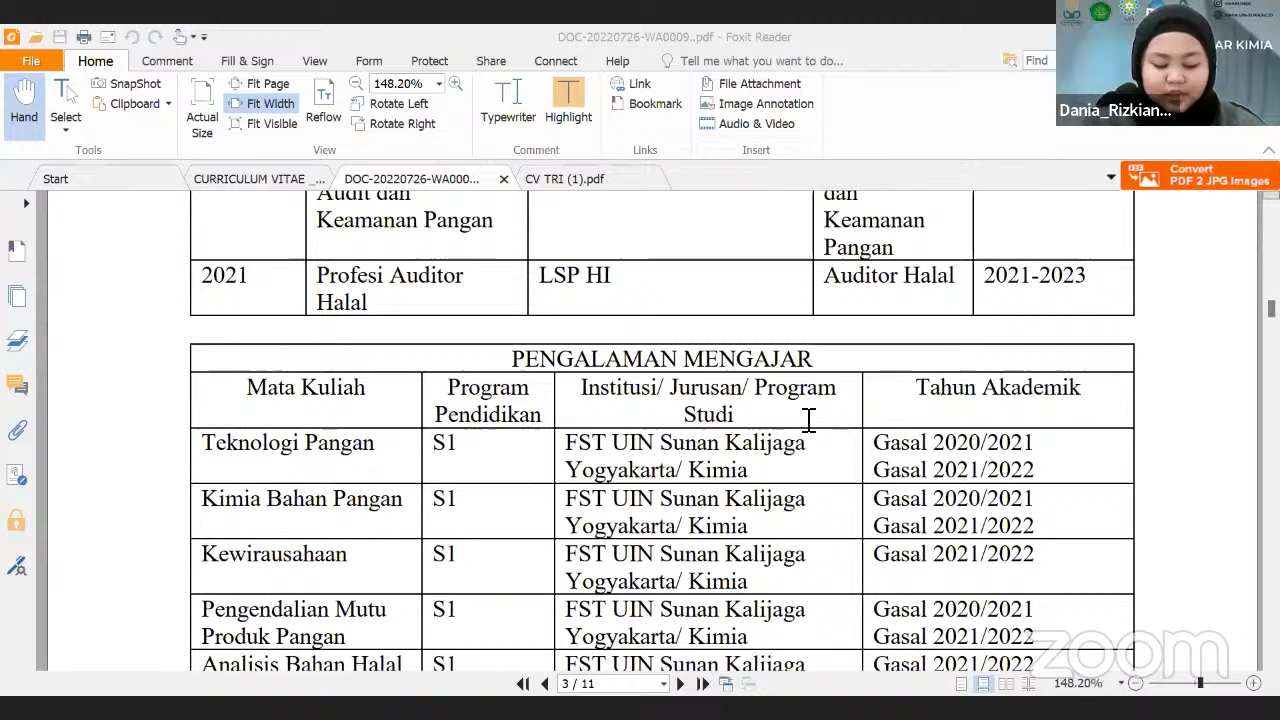 DOC-20220726-WA0009..pdf - Foxit Reader
AR KIMIA
File Home Comment Fill & Sign View Form Protect Share Connect Help Tell me what you want to do... Find
Dania_Rizkian...
Hand
Select
SnapShot
Clipboard
Actual Size
Fit Page
Fit Width
Fit Visible
Reflow
148.20%
Rotate Left
Rotate Right
Typewriter
Highlight
Link
Bookmark
File Attachment
Image Annotation
Audio & Video
Tools View Comment Links Insert
Start CURRICULUM VITAE _... DOC-20220726-WA000... CV TRI (1).pdf
Convert
PDF 2 JPG Images
Audit dan
Keamanan Pangan
dan
Keamanan
Pangan
2021 Profesi Auditor Halal LSP HI Auditor Halal 2021-2023
PENGALAMAN MENGAJAR
Mata Kuliah Program Pendidikan Institusi/ Jurusan/ Program Studi Tahun Akademik
Teknologi Pangan S1 FST UIN Sunan Kalijaga Gasal 2020/2021
Yogyakarta/ Kimia Gasal 2021/2022
Kimia Bahan Pangan S1 FST UIN Sunan Kalijaga Gasal 2020/2021
Yogyakarta/ Kimia Gasal 2021/2022
Kewirausahaan S1 FST UIN Sunan Kalijaga Gasal 2021/2022
Yogyakarta/ Kimia
Pengendalian Mutu S1 FST UIN Sunan Kalijaga Gasal 2020/2021
Produk Pangan Yogyakarta/ Kimia Gasal 2021/2022
Analisis Bahan Halal S1 FST UIN Sunan Kalijaga Gasal 2021/2022
zoom
3 / 11
148.20%